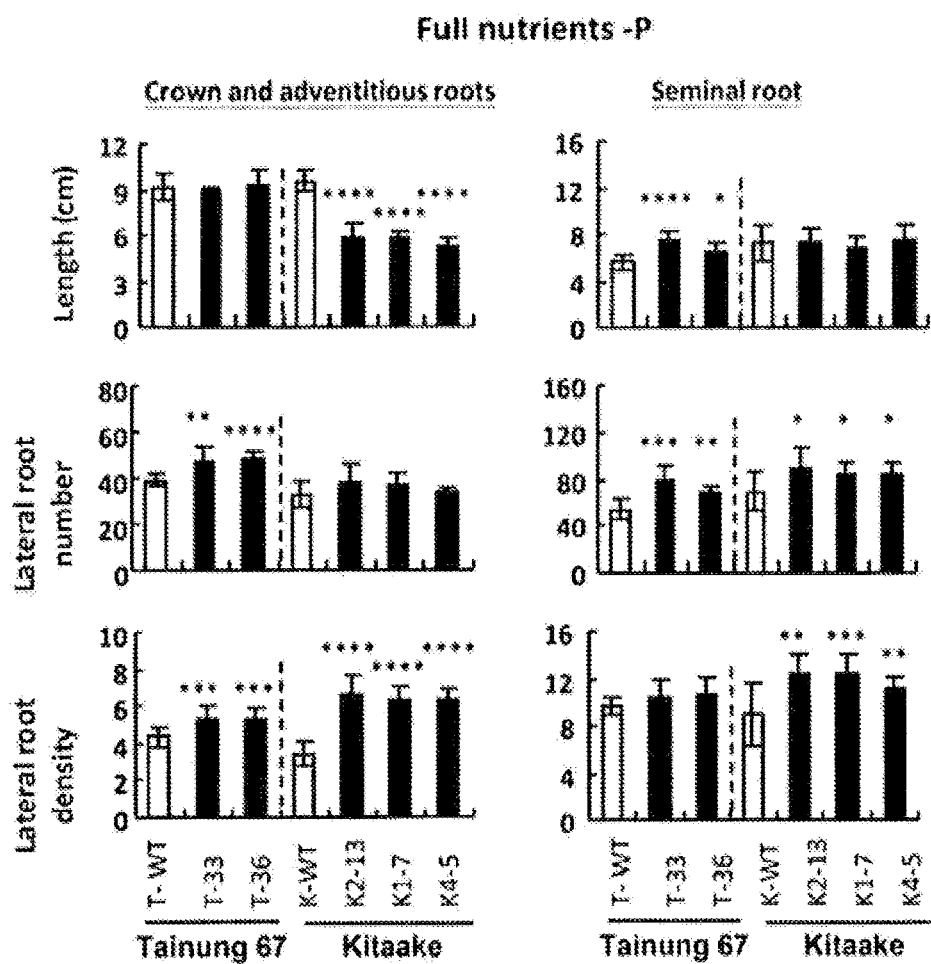 Full nutrients -P
Crown and adventitious roots
Seminal root
Length (cm)
12
9
6
3
0
****
****
****
16
12
8
4
0
****
*
Lateral root number
80
60
40
20
0
**
****
160
120
80
40
0
***
**
*
*
*
Lateral root density
10
8
6
4
2
0
***
***
****
****
****
16
12
8
4
0
**
***
**
T-WT
T-33
T-36
K-WT
K2-13
K1-7
K4-5
T-WT
T-33
T-36
K-WT
K2-13
K1-7
K4-5
Tainung 67
Kitaake
Tainung 67
Kitaake